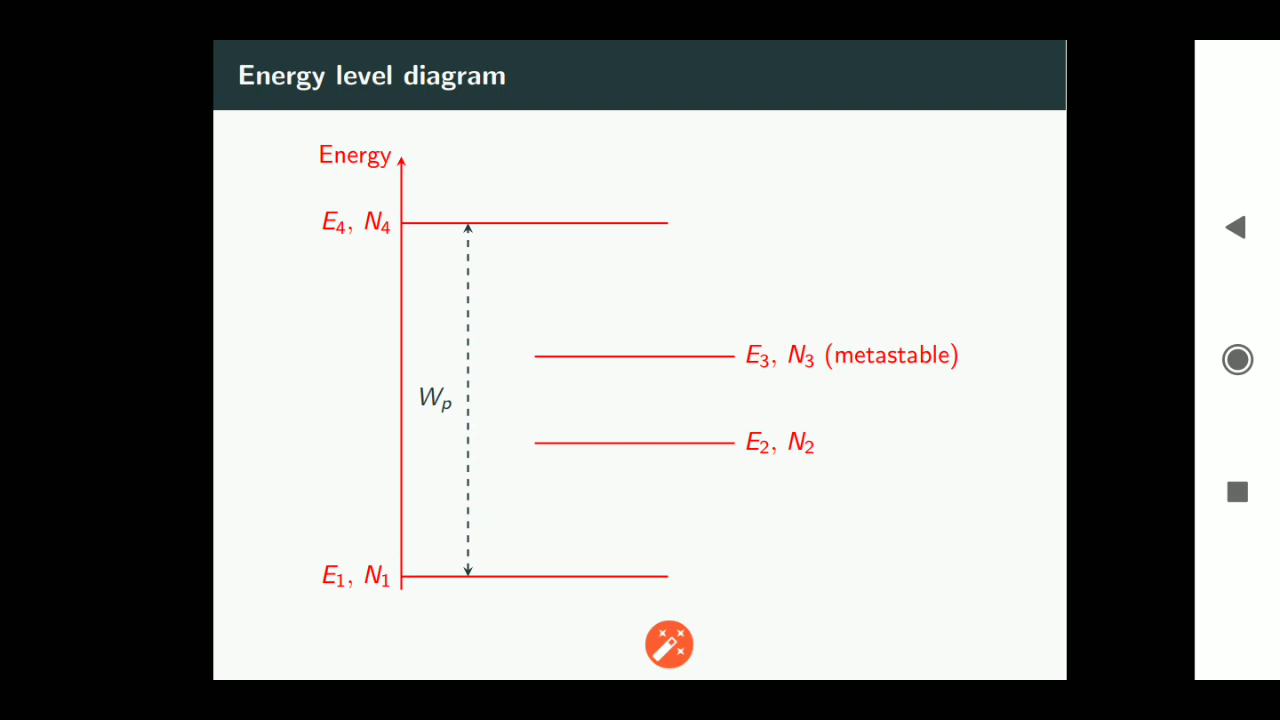 Energy level diagram
Energy
E₄, N₄
E₃, N₃ (metastable)
Wₚ
E₂, N₂
E₁, N₁